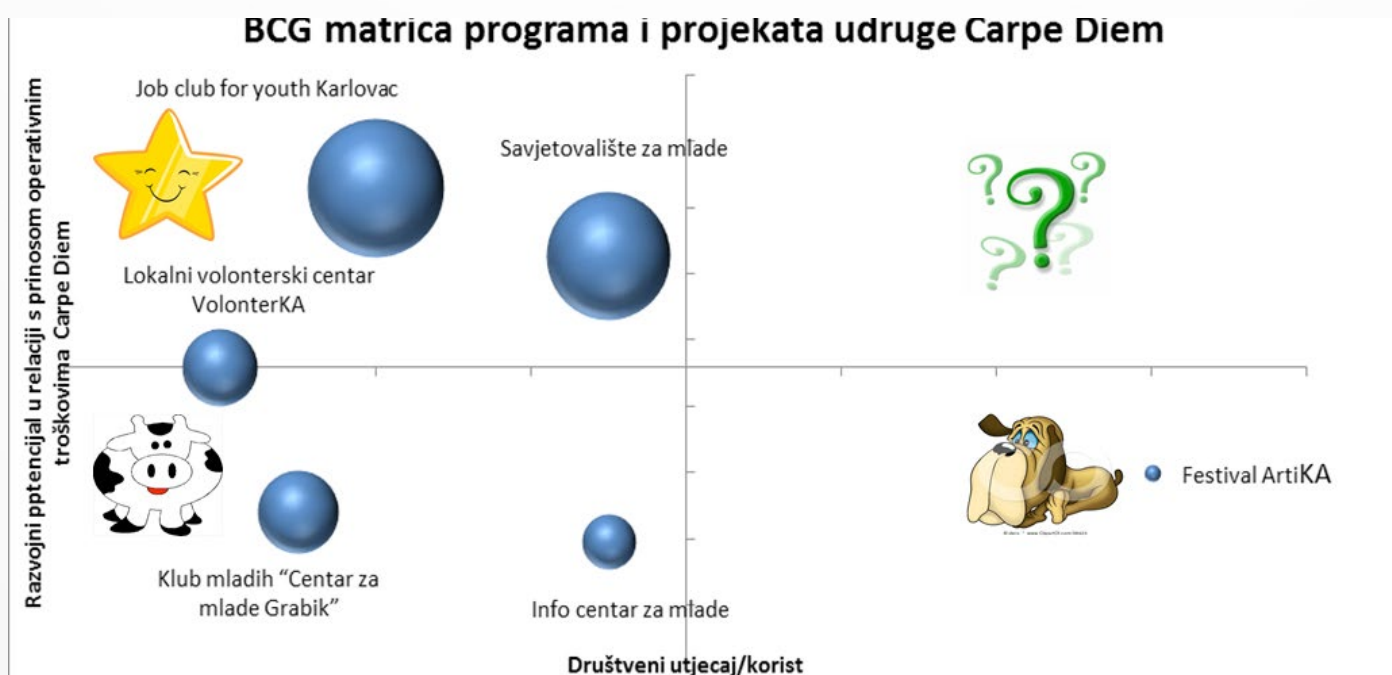 BCG matrica programa i projekata udruge Carpe Diem
Razvojni pptencijal u relaciji s prinosom operativnim
troškovima Carpe Diem
Job club for youth Karlovac
Savjetovalište za mlade
Lokalni volonterski centar
VolonterKA
Festival ArtiKA
Klub mladih “Centar za
mlade Grabik”
Info centar za mlade
Društveni utjecaj/korist